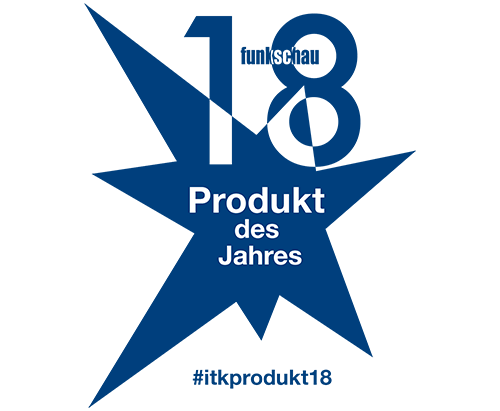 18
funkschau
Produkt
des
Jahres
#itkprodukt18